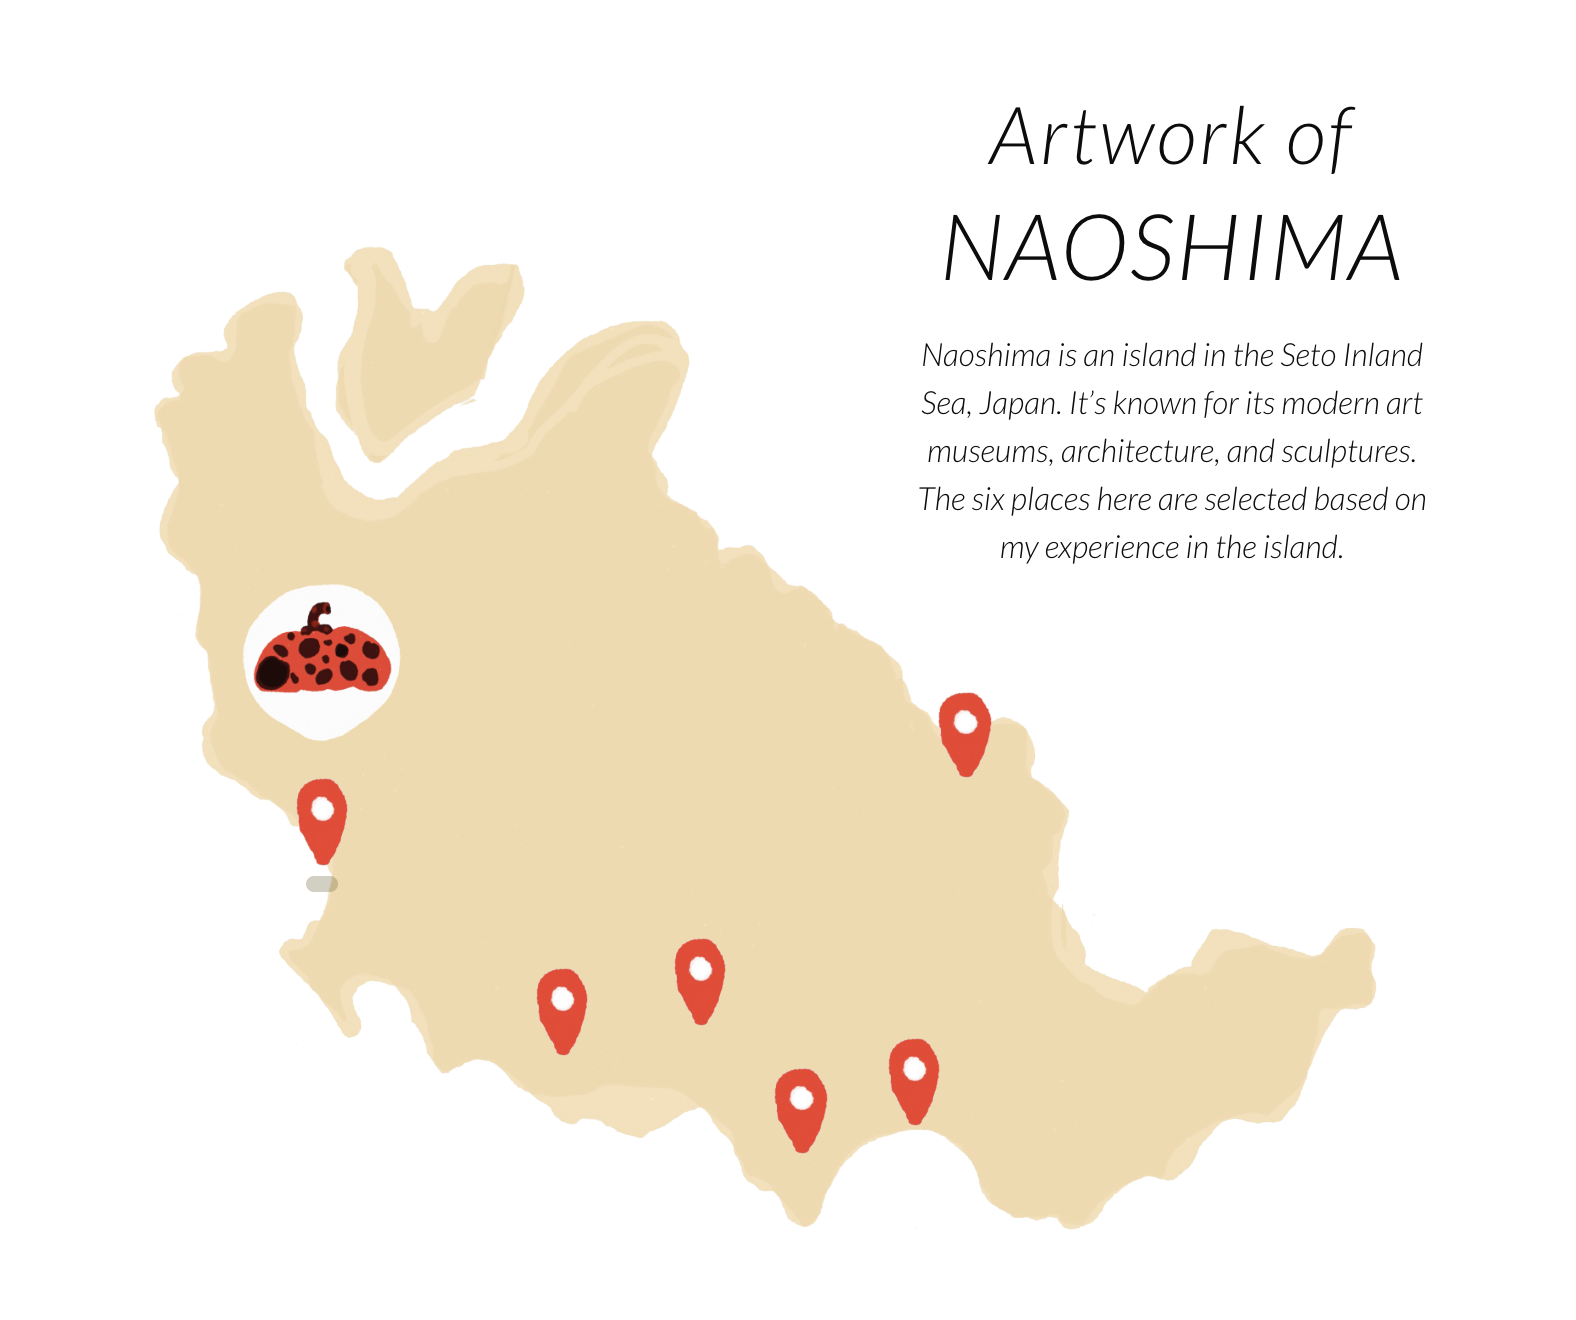 Artwork of
NAOSHIMA
Naoshima is an island in the Seto Inland
Sea, Japan. It’s known for its modern art
museums, architecture, and sculptures.
The six places here are selected based on
my experience in the island.